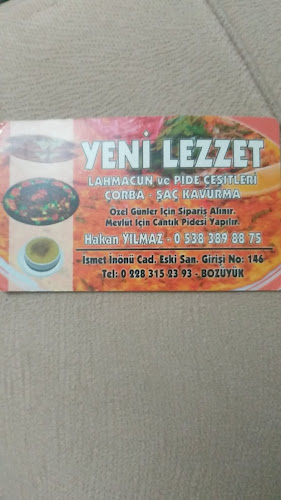 YENİ LEZZET
LAHMACUN ve PİDE ÇEŞİTLERİ
ÇORBA - SAÇ KAVURMA
Özel Günler İçin Sipariş Alınır.
Mevlut İçin Cantık Pidesi Yapılır.
Hakan YILMAZ - 0 538 389 88 75
İsmet İnönü Cad. Eski San. Girişi No: 146
Tel: 0 228 315 23 93 - BOZÜYÜK